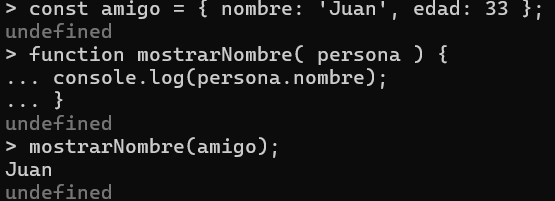 > const amigo = { nombre: 'Juan', edad: 33 };
undefined
> function mostrarNombre( persona ) {
... console.log(persona.nombre);
... }
undefined
> mostrarNombre(amigo);
Juan
undefined